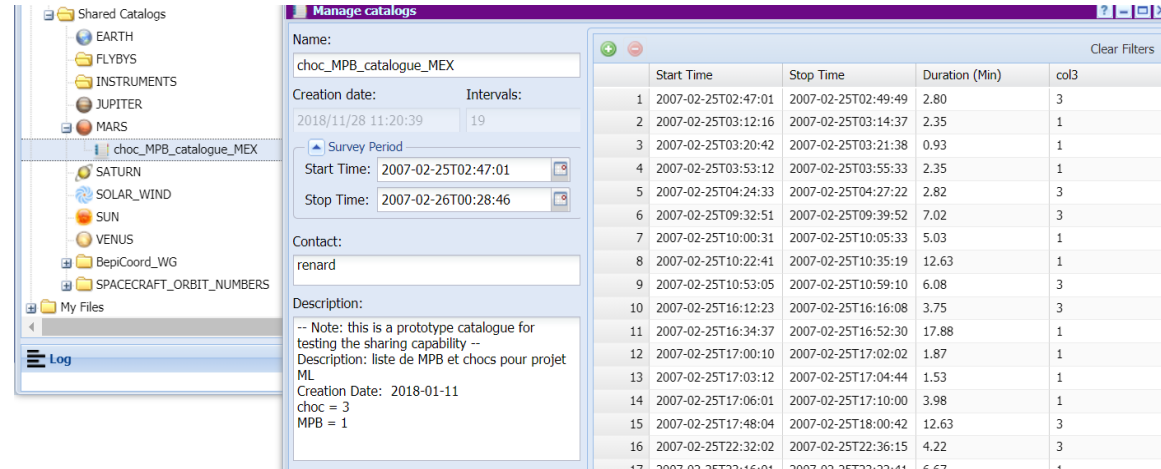 Shared Catalogs
EARTH
FLYBYS
INSTRUMENTS
JUPITER
MARS
choc_MPB_catalogue_MEX
SATURN
SOLAR_WIND
SUN
VENUS
BepiCoord_WG
SPACECRAFT_ORBIT_NUMBERS
My Files
Log
Manage catalogs
Name:
choc_MPB_catalogue_MEX
Creation date: Intervals:
2018/11/28 11:20:39 19
Survey Period
Start Time: 2007-02-25T02:47:01
Stop Time: 2007-02-26T00:28:46
Contact:
renard
Description:
-- Note: this is a prototype catalogue for
testing the sharing capability --
Description: liste de MPB et chocs pour projet
ML
Creation Date: 2018-01-11
choc = 3
MPB = 1
Clear Filters
Start Time Stop Time Duration (Min) col3
1 2007-02-25T02:47:01 2007-02-25T02:49:49 2.80 3
2 2007-02-25T03:12:16 2007-02-25T03:14:37 2.35 1
3 2007-02-25T03:20:42 2007-02-25T03:21:38 0.93 1
4 2007-02-25T03:53:12 2007-02-25T03:55:33 2.35 1
5 2007-02-25T04:24:33 2007-02-25T04:27:22 2.82 3
6 2007-02-25T09:32:51 2007-02-25T09:39:52 7.02 3
7 2007-02-25T10:00:31 2007-02-25T10:05:33 5.03 1
8 2007-02-25T10:22:41 2007-02-25T10:35:19 12.63 1
9 2007-02-25T10:53:05 2007-02-25T10:59:10 6.08 3
10 2007-02-25T16:12:23 2007-02-25T16:16:08 3.75 3
11 2007-02-25T16:34:37 2007-02-25T16:52:30 17.88 1
12 2007-02-25T17:00:10 2007-02-25T17:02:02 1.87 1
13 2007-02-25T17:03:12 2007-02-25T17:04:44 1.53 1
14 2007-02-25T17:06:01 2007-02-25T17:10:00 3.98 1
15 2007-02-25T17:48:04 2007-02-25T18:00:42 12.63 3
16 2007-02-25T22:32:02 2007-02-25T22:36:15 4.22 3